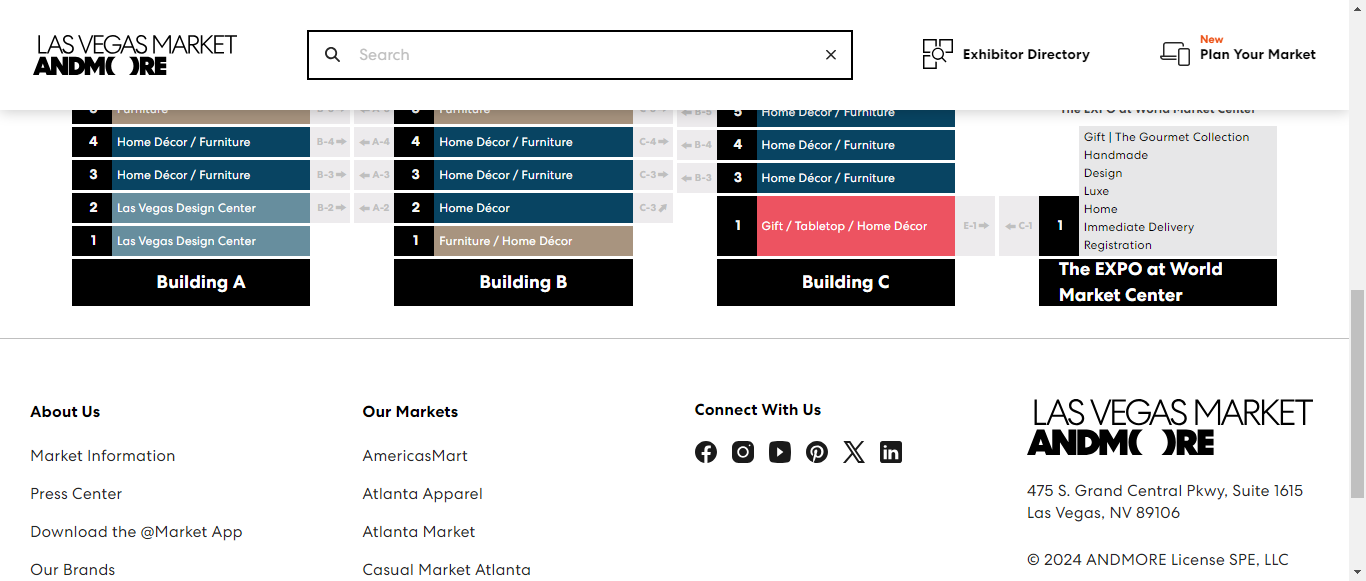 LAS VEGAS MARKET
ANDMORE
Search
Exhibitor Directory
New
Plan Your Market
Furniture
Furniture
B-5
5
Home Décor / Furniture
The EXPO at World Market Center
4
Home Décor / Furniture
B-4
A-4
4
Home Décor / Furniture
C-4
B-4
4
Home Décor / Furniture
3
Home Décor / Furniture
B-3
A-3
3
Home Décor / Furniture
C-3
B-3
3
Home Décor / Furniture
2
Las Vegas Design Center
B-2
A-2
2
Home Décor
C-3
1
Las Vegas Design Center
1
Furniture / Home Décor
1
Gift / Tabletop / Home Décor
E-1
C-1
1
Gift | The Gourmet Collection
Handmade
Design
Luxe
Home
Immediate Delivery
Registration
Building A
Building B
Building C
The EXPO at World
Market Center
About Us
Market Information
Press Center
Download the @Market App
Our Brands
Our Markets
AmericasMart
Atlanta Apparel
Atlanta Market
Casual Market Atlanta
Connect With Us
LAS VEGAS MARKET
ANDMORE
475 S. Grand Central Pkwy, Suite 1615
Las Vegas, NV 89106
© 2024 ANDMORE License SPE, LLC